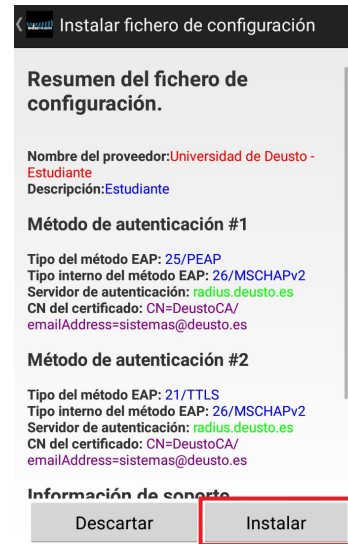 eduroam
Instalar fichero de configuración
Resumen del fichero de
configuración.
Nombre del proveedor:Universidad de Deusto -
Estudiante
Descripción:Estudiante
Método de autenticación #1
Tipo del método EAP: 25/PEAP
Tipo interno del método EAP: 26/MSCHAPv2
Servidor de autenticación: radius.deusto.es
CN del certificado: CN=DeustoCA/
emailAddress=sistemas@deusto.es
Método de autenticación #2
Tipo del método EAP: 21/TTLS
Tipo interno del método EAP: 26/MSCHAPv2
Servidor de autenticación: radius.deusto.es
CN del certificado: CN=DeustoCA/
emailAddress=sistemas@deusto.es
Información de soporte
Descartar
Instalar